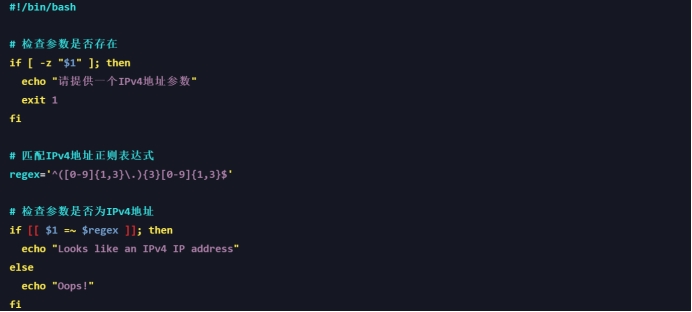 #!/bin/bash
# 检查参数是否存在
if [ -z "$1" ]; then
  echo "请提供一个IPv4地址参数"
  exit 1
fi
# 匹配IPv4地址正则表达式
regex='^([0-9]{1,3}\.){3}[0-9]{1,3}$'
# 检查参数是否为IPv4地址
if [[ $1 =~ $regex ]]; then
  echo "Looks like an IPv4 IP address"
else
  echo "Oops!"
fi